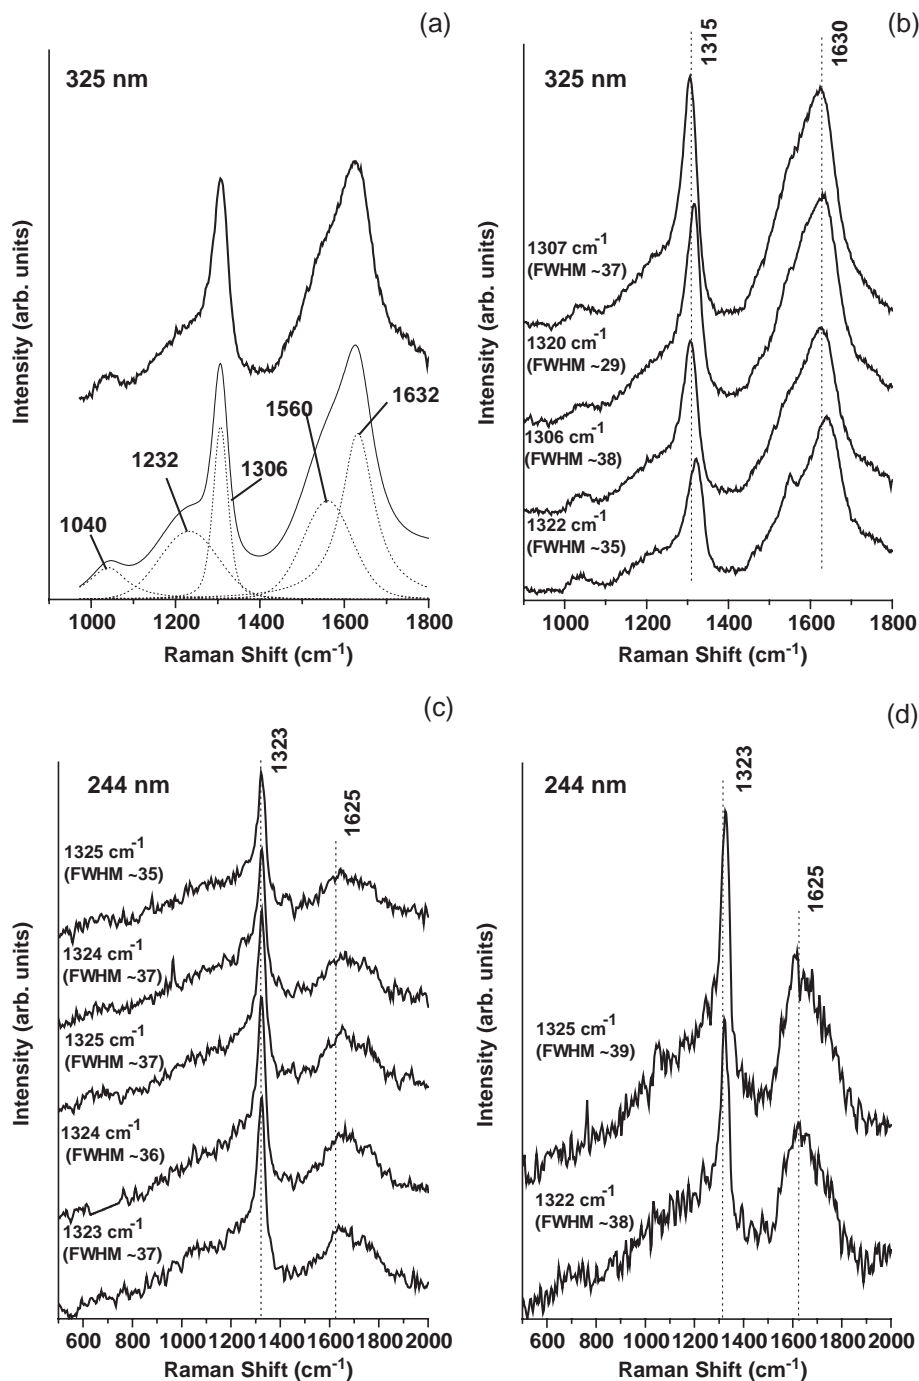 (a)
325 nm
Intensity (arb. units)
1040
1232
1306
1560
1632
1000 1200 1400 1600 1800
Raman Shift (cm-1)
(b)
325 nm
1315
1630
Intensity (arb. units)
1307 cm-1
(FWHM ~37)
1320 cm-1
(FWHM ~29)
1306 cm-1
(FWHM ~38)
1322 cm-1
(FWHM ~35)
1000 1200 1400 1600 1800
Raman Shift (cm-1)
(c)
244 nm
1323
1625
Intensity (arb. units)
1325 cm-1
(FWHM ~35)
1324 cm-1
(FWHM ~37)
1325 cm-1
(FWHM ~37)
1324 cm-1
(FWHM ~36)
1323 cm-1
(FWHM ~37)
600 800 1000 1200 1400 1600 1800 2000
Raman Shift (cm-1)
(d)
244 nm
1323
1625
Intensity (arb. units)
1325 cm-1
(FWHM ~39)
1322 cm-1
(FWHM ~38)
600 800 1000 1200 1400 1600 1800 2000
Raman Shift (cm-1)